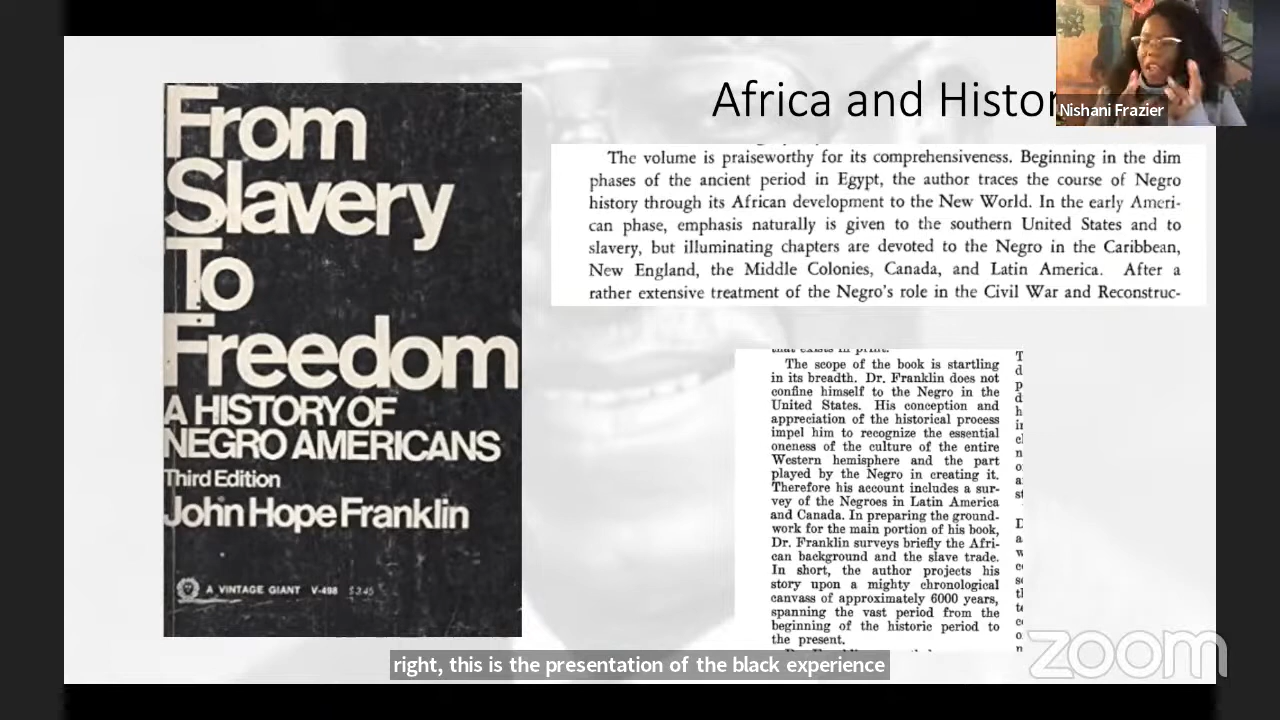 From
Slavery
To
Freedom
A HISTORY OF
NEGRO AMERICANS
Third Edition
John Hope Franklin
A VINTAGE GIANT V-498 $3.45
Africa and Histor
Nishani Frazier
The volume is praiseworthy for its comprehensiveness. Beginning in the dim
phases of the ancient period in Egypt, the author traces the course of Negro
history through its African development to the New World. In the early Ameri-
can phase, emphasis naturally is given to the southern United States and to
slavery, but illuminating chapters are devoted to the Negro in the Caribbean,
New England, the Middle Colonies, Canada, and Latin America. After a
rather extensive treatment of the Negro's role in the Civil War and Reconstruc-
that exists in print.
The scope of the book is startling
in its breadth. Dr. Franklin does not
confine himself to the Negro in the
United States. His conception and
appreciation of the historical process
impel him to recognize the essential
oneness of the culture of the entire
Western hemisphere and the part
played by the Negro in creating it.
Therefore his account includes a sur-
vey of the Negroes in Latin America
and Canada. In preparing the ground-
work for the main portion of his book,
Dr. Franklin surveys briefly the Afri-
can background and the slave trade.
In short, the author projects his
story upon a mighty chronological
canvass of approximately 6000 years,
spanning the vast period from the
beginning of the historic period to
the present.
right, this is the presentation of the black experience
zoom